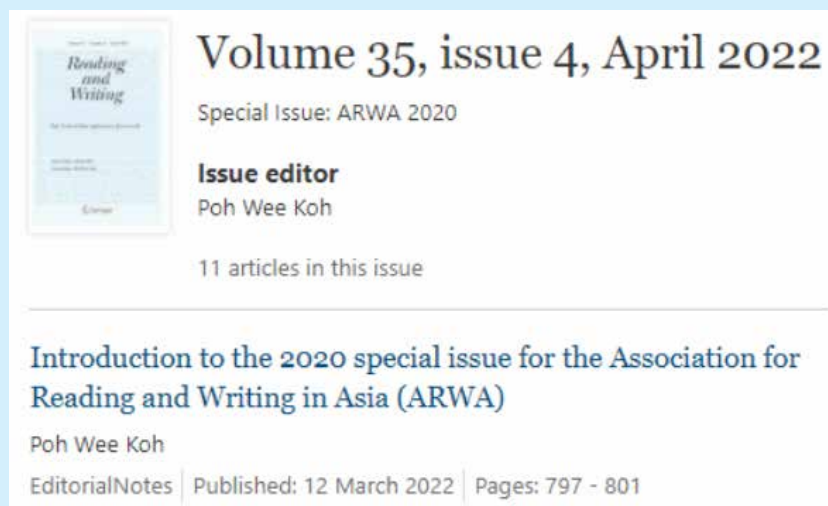 Reading
and
Writing
Volume 35, issue 4, April 2022
Special Issue: ARWA 2020
Issue editor
Poh Wee Koh
11 articles in this issue
Introduction to the 2020 special issue for the Association for
Reading and Writing in Asia (ARWA)
Poh Wee Koh
EditorialNotes Published: 12 March 2022 Pages: 797 - 801